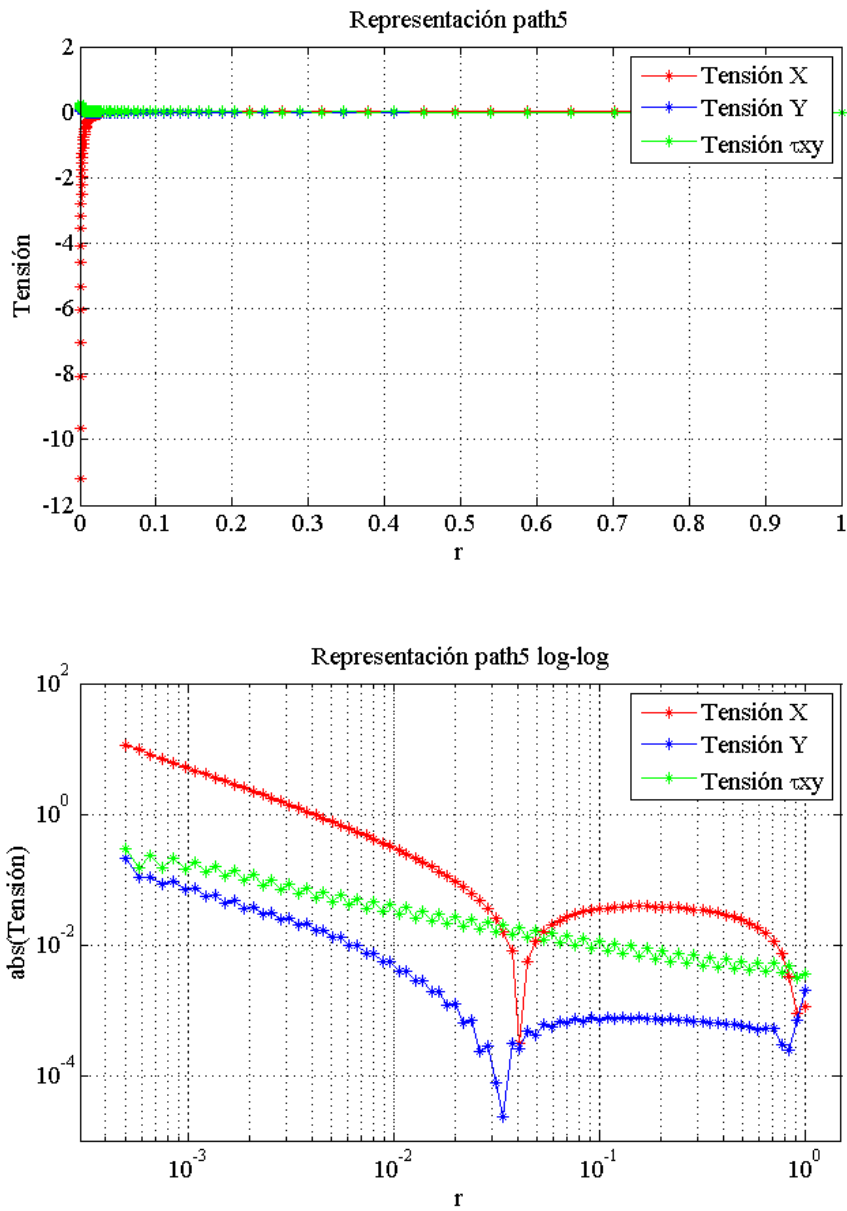 Representación path5
2
0
-2
-4
-6
-8
-10
-12
Tensión
0 0.1 0.2 0.3 0.4 0.5 0.6 0.7 0.8 0.9 1
r
Tensión X
Tensión Y
Tensión τxy
Representación path5 log-log
10^2
10^0
10^-2
10^-4
abs(Tensión)
10^-3 10^-2 10^-1 10^0
r
Tensión X
Tensión Y
Tensión τxy